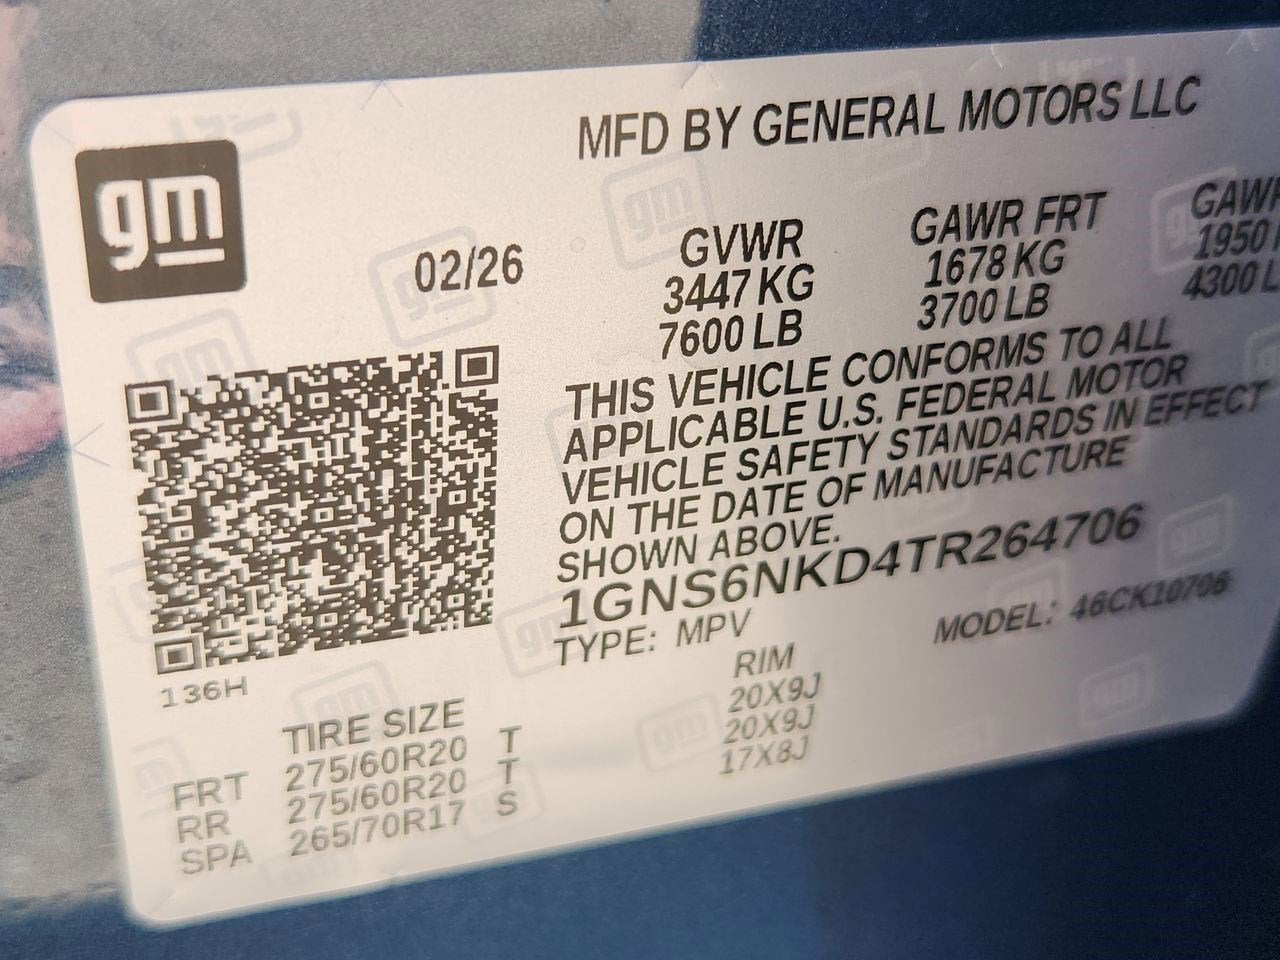 gm
MFD BY GENERAL MOTORS LLC
02/26
GVWR GAWR FRT GAWR
3447 KG 1678 KG 1950
7600 LB 3700 LB 4300 L
THIS VEHICLE CONFORMS TO ALL
APPLICABLE U.S. FEDERAL MOTOR
VEHICLE SAFETY STANDARDS IN EFFECT
ON THE DATE OF MANUFACTURE
SHOWN ABOVE.
1GNS6NKD4TR264706
TYPE: MPV MODEL: 46CK10706
136H
TIRE SIZE RIM
FRT 275/60R20 T 20X9J
RR 275/60R20 T 20X9J
SPA 265/70R17 S 17X8J